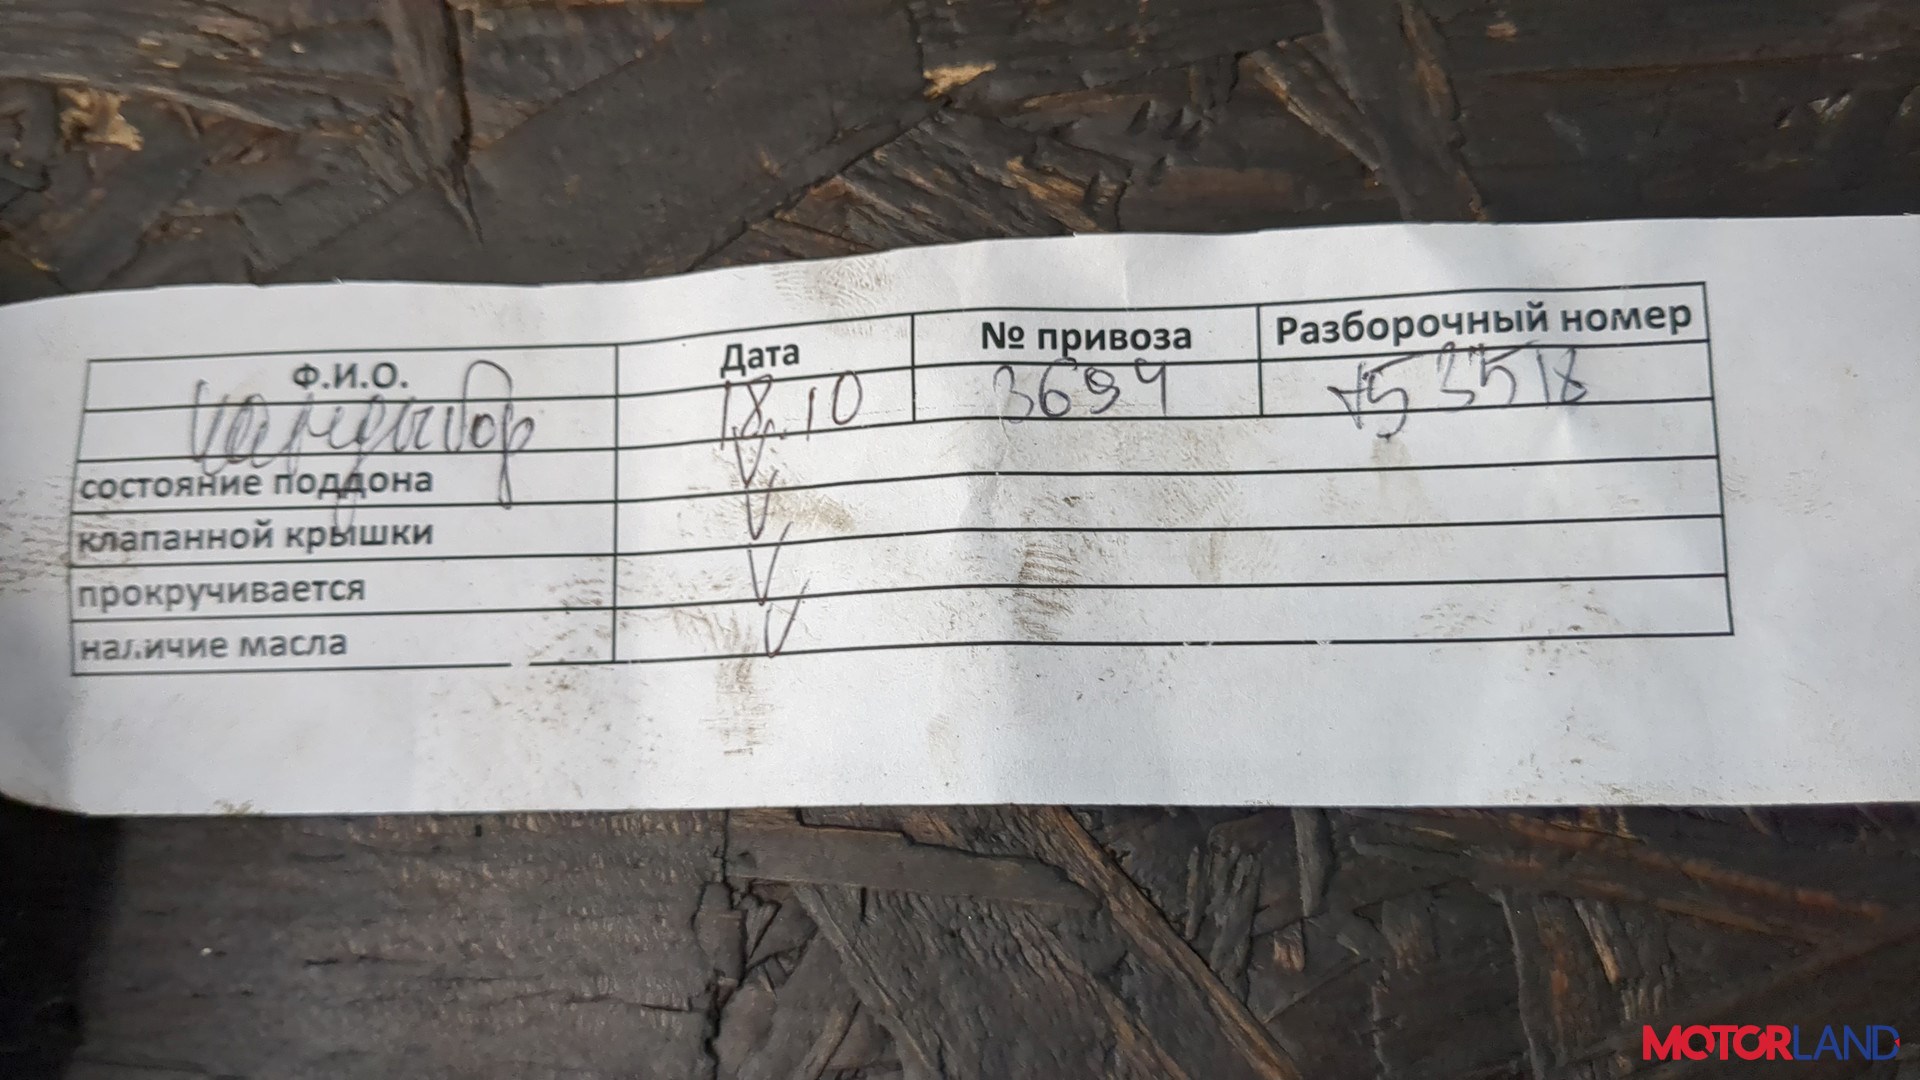 Ф.И.О. Дата № привоза Разборочный номер
18.10 3694
состояние поддона
клапанной крышки
прокручивается
наличие масла
MOTORLAND